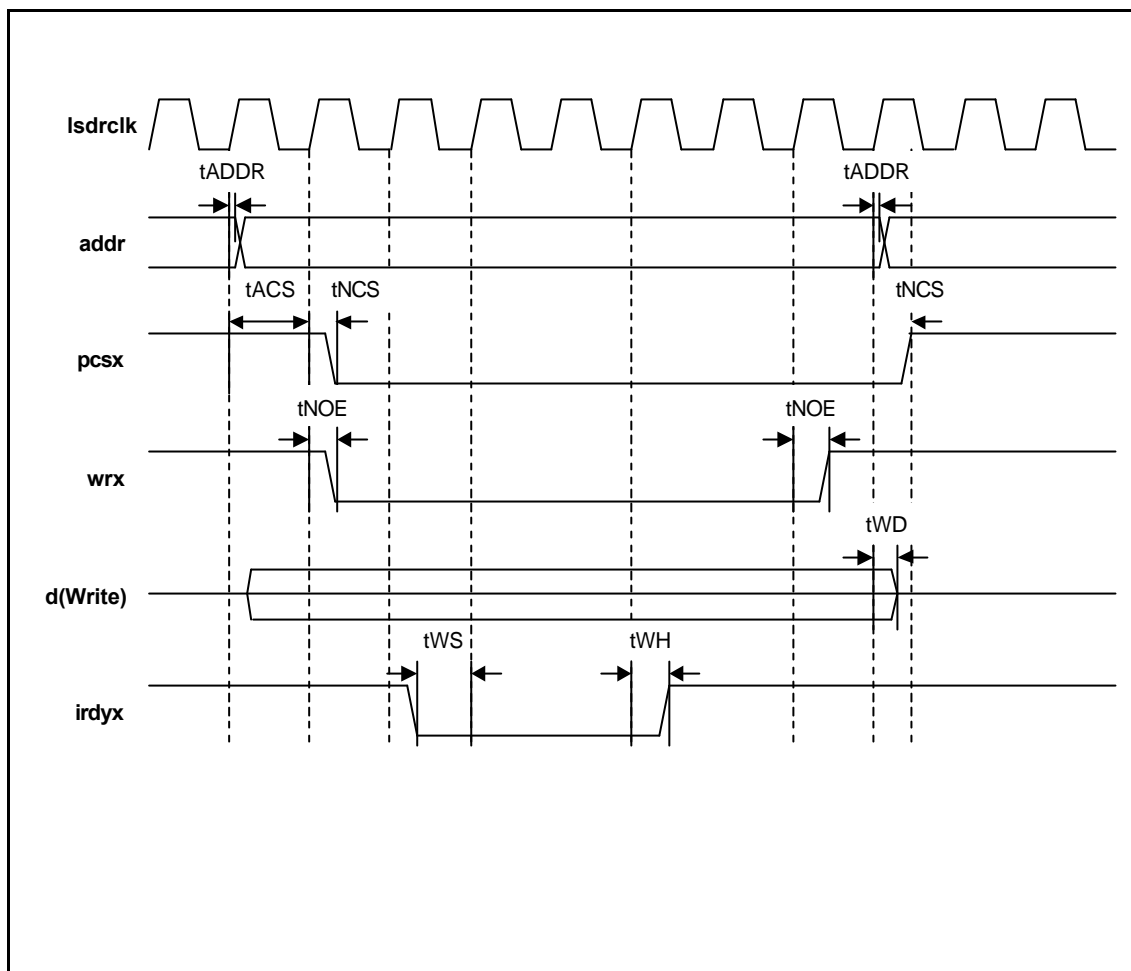 lsdrclk
tADDR tADDR
addr
tACS tNCS tNCS
pcsx
tNOE tNOE
wrx
tWD
d(Write)
tWS tWH
irdyx